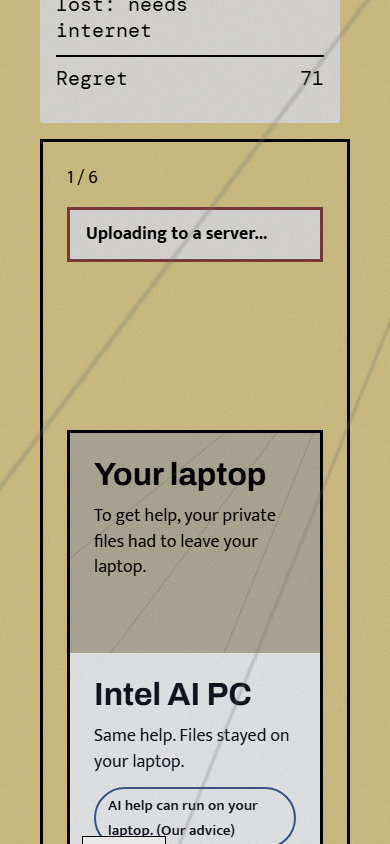 lost: needs
internet
Regret 71
1 / 6
Uploading to a server...
Your laptop
To get help, your private
files had to leave your
laptop.
Intel AI PC
Same help. Files stayed on
your laptop.
AI help can run on your
laptop. (Our advice)